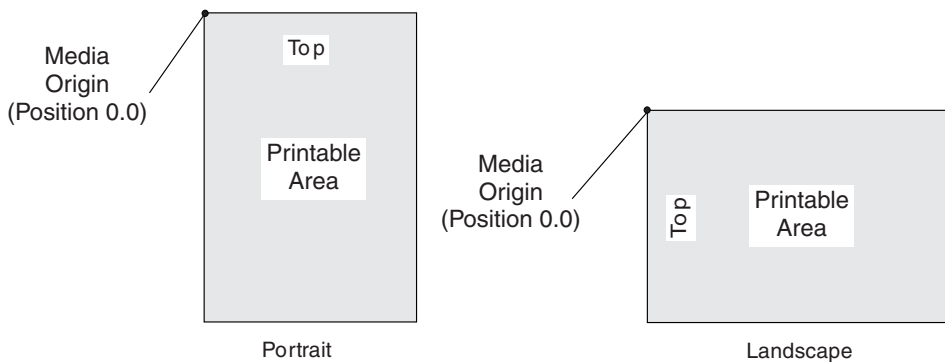 Media
Origin
(Position 0.0)
Top
Printable
Area
Portrait
Media
Origin
(Position 0.0)
Top
Printable
Area
Landscape